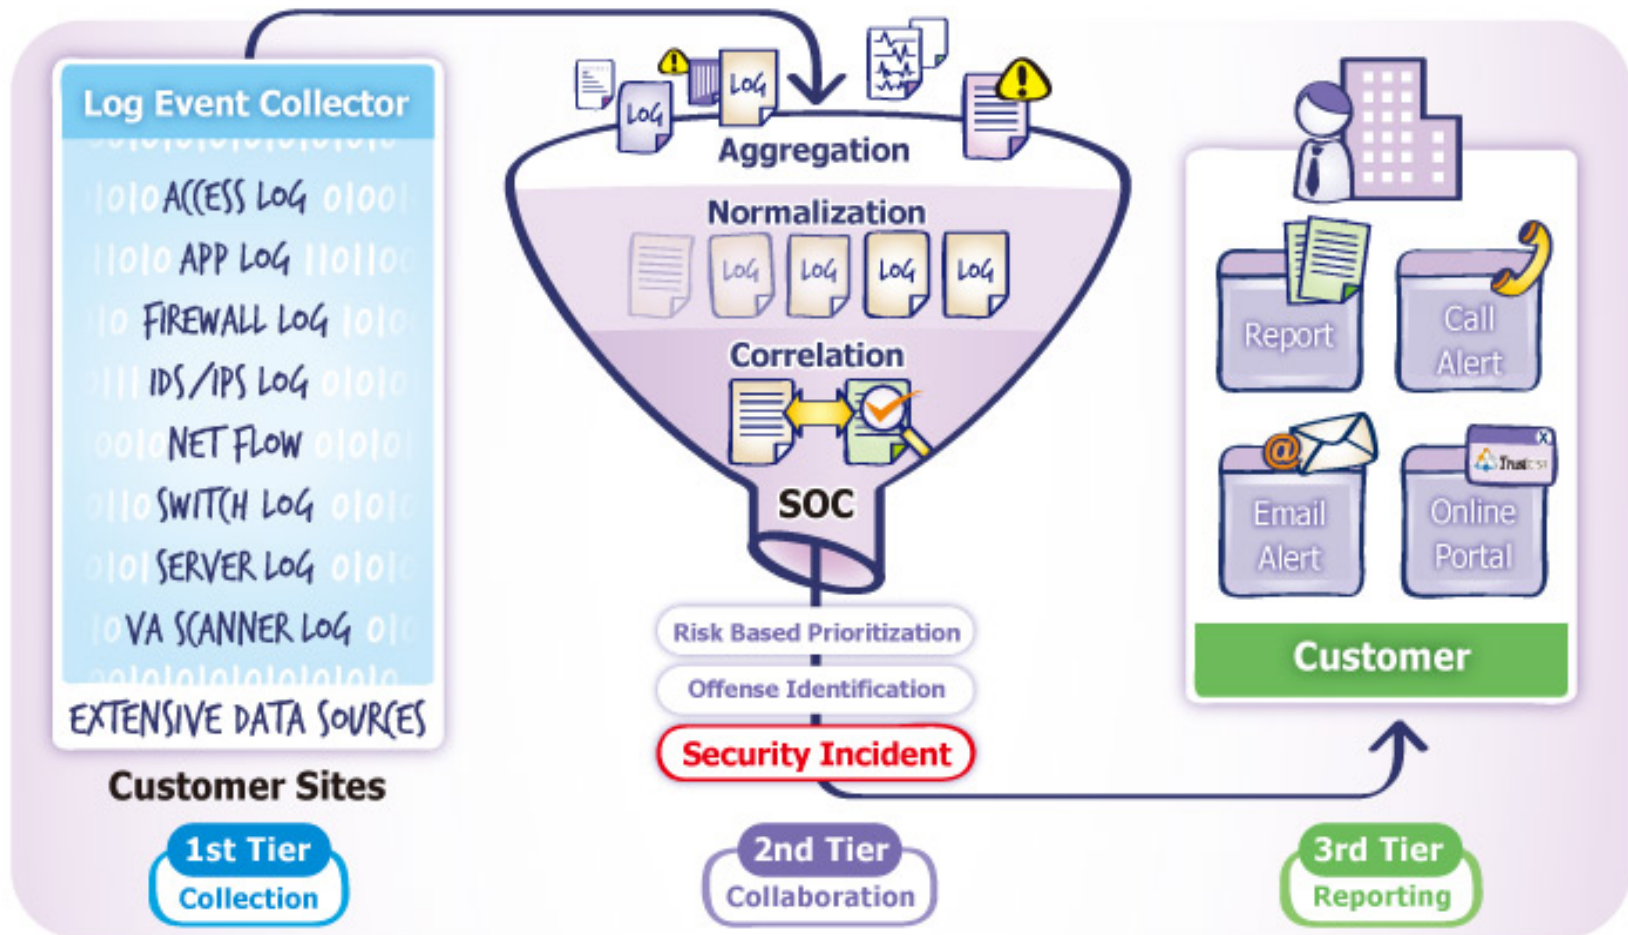 Log Event Collector
ACCESS LOG
APP LOG
FIREWALL LOG
IDS/IPS LOG
NET FLOW
SWITCH LOG
SERVER LOG
VA SCANNER LOG
EXTENSIVE DATA SOURCES
Customer Sites
1st Tier
Collection
LOG
LOG
Aggregation
Normalization
LOG LOG LOG LOG
Correlation
SOC
Risk Based Prioritization
Offense Identification
Security Incident
2nd Tier
Collaboration
Report
Call
Alert
@
Email
Alert
X
Online
Portal
Customer
3rd Tier
Reporting